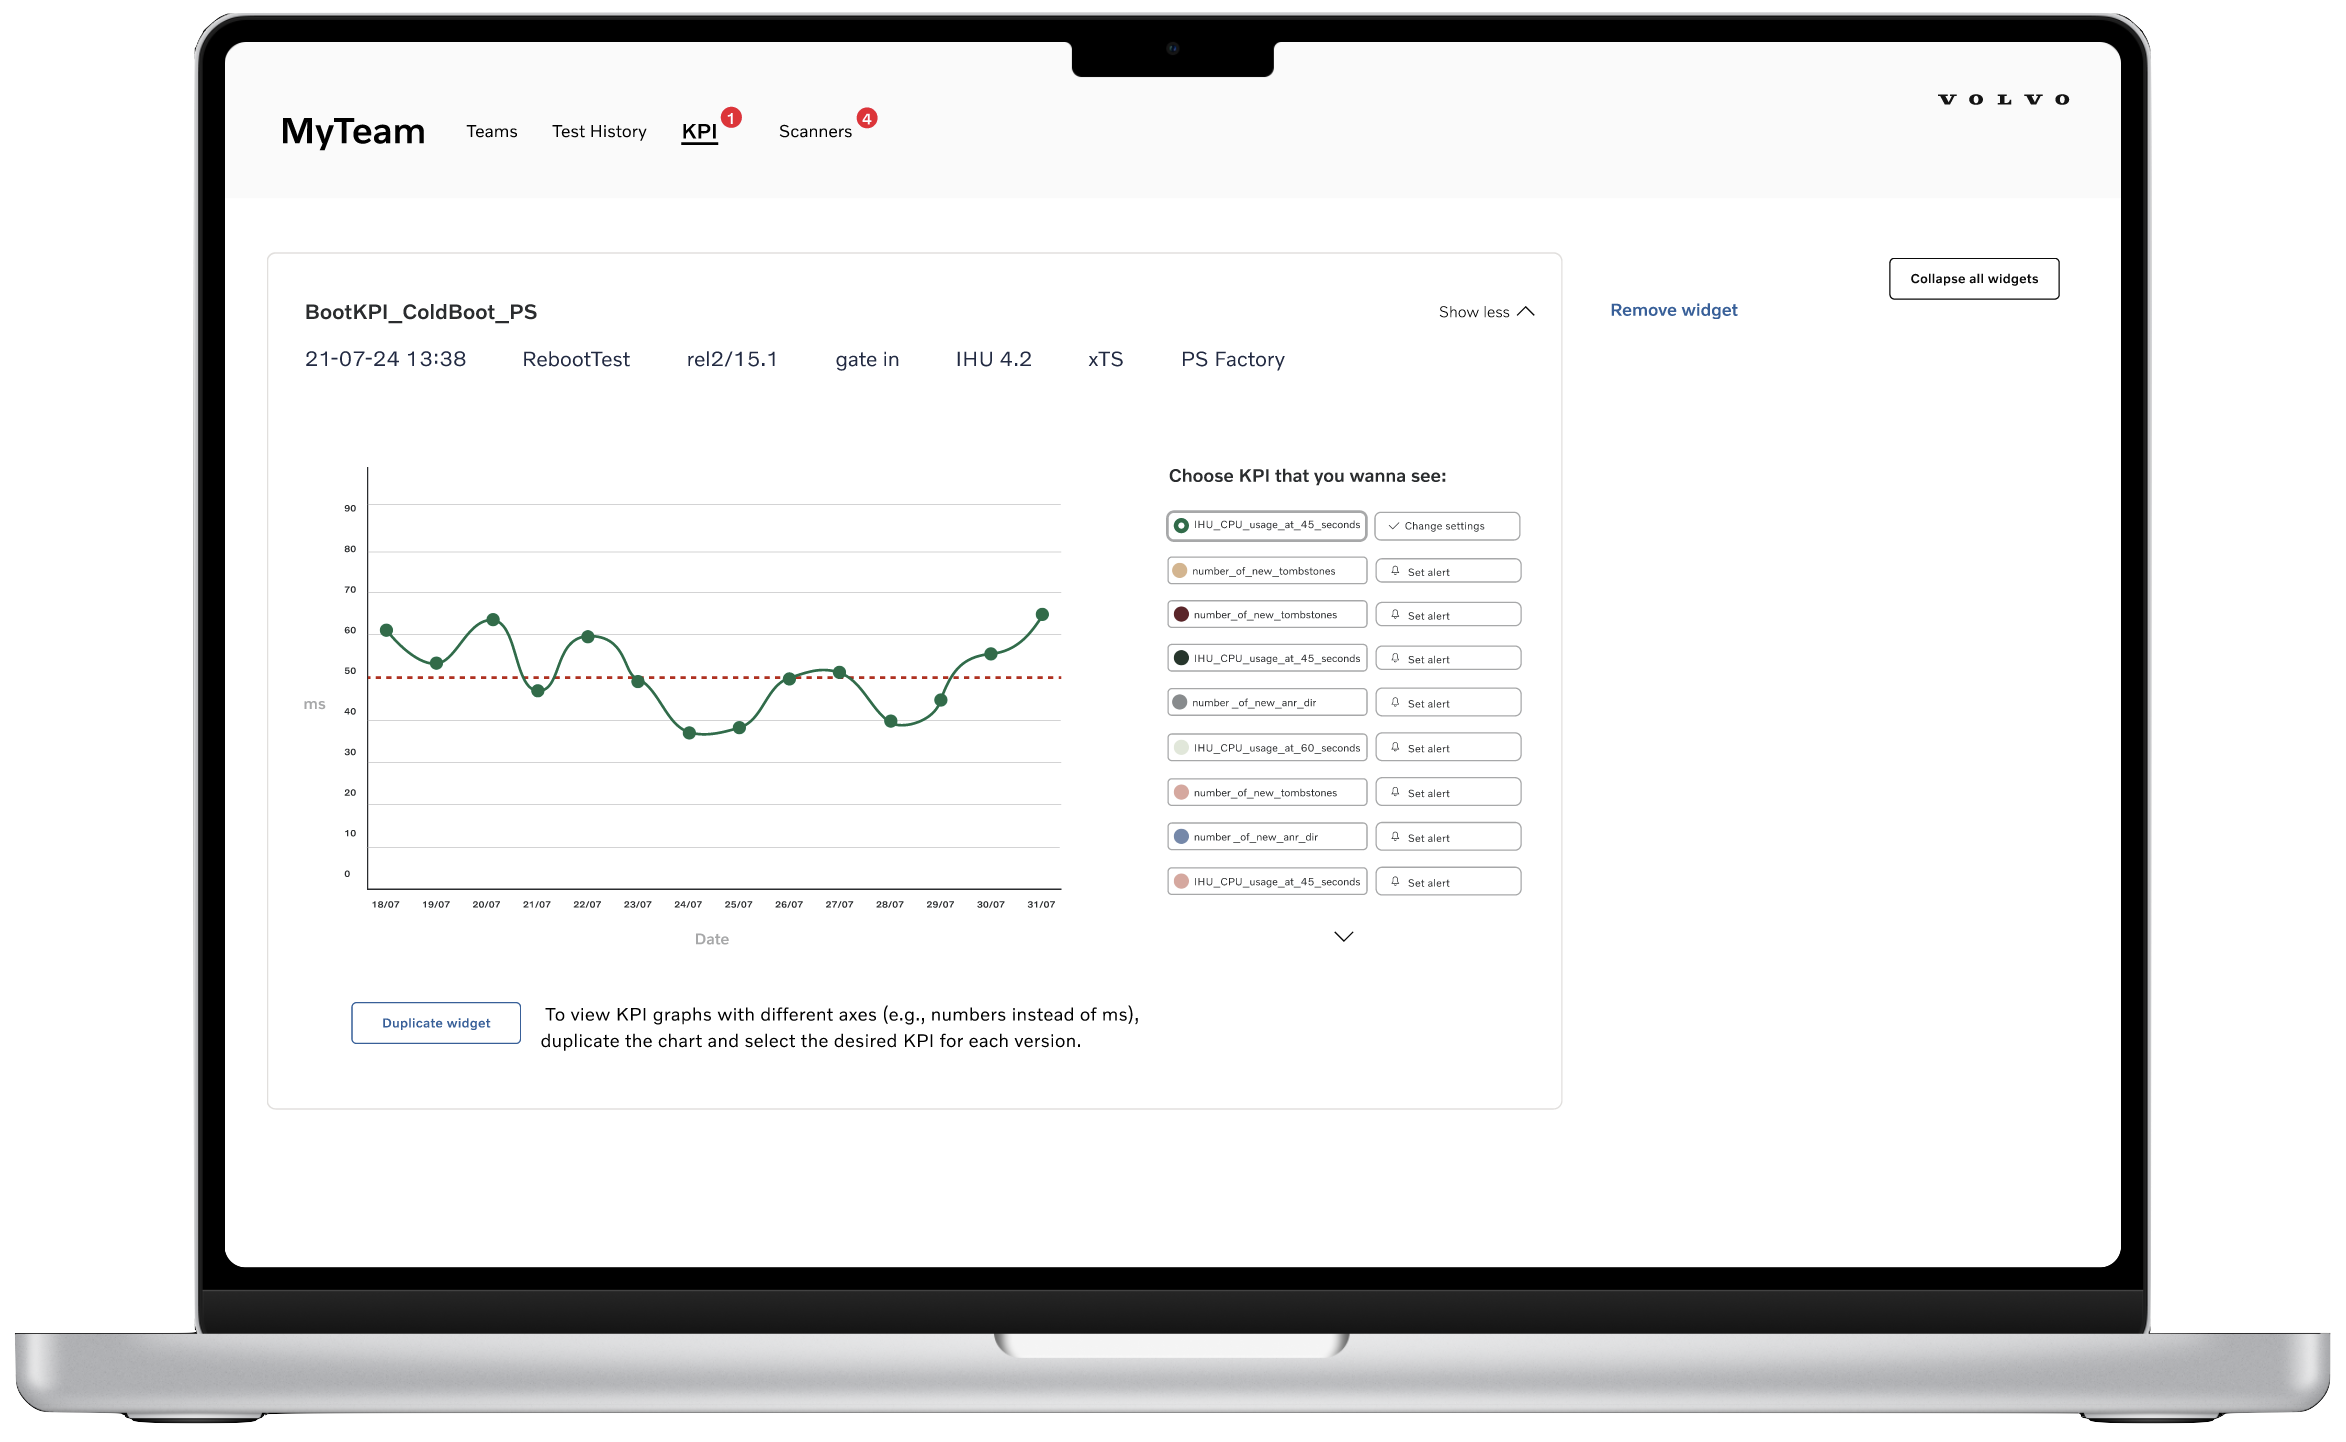 VOLVO
MyTeam Teams Test History KPI 1 Scanners 4
Collapse all widgets
BootKPI_ColdBoot_PS Show less Remove widget
21-07-24 13:38 RebootTest rel2/15.1 gate in IHU 4.2 xTS PS Factory
Choose KPI that you wanna see:
90
80
70
60
50
ms
40
30
20
10
0
18/07 19/07 20/07 21/07 22/07 23/07 24/07 25/07 26/07 27/07 28/07 29/07 30/07 31/07
Date
IHU_CPU_usage_at_45_seconds Change settings
number_of_new_tombstones Set alert
number_of_new_tombstones Set alert
IHU_CPU_usage_at_45_seconds Set alert
number_of_new_anr_dir Set alert
IHU_CPU_usage_at_60_seconds Set alert
number_of_new_tombstones Set alert
number_of_new_anr_dir Set alert
IHU_CPU_usage_at_45_seconds Set alert
Duplicate widget
To view KPI graphs with different axes (e.g., numbers instead of ms),
duplicate the chart and select the desired KPI for each version.